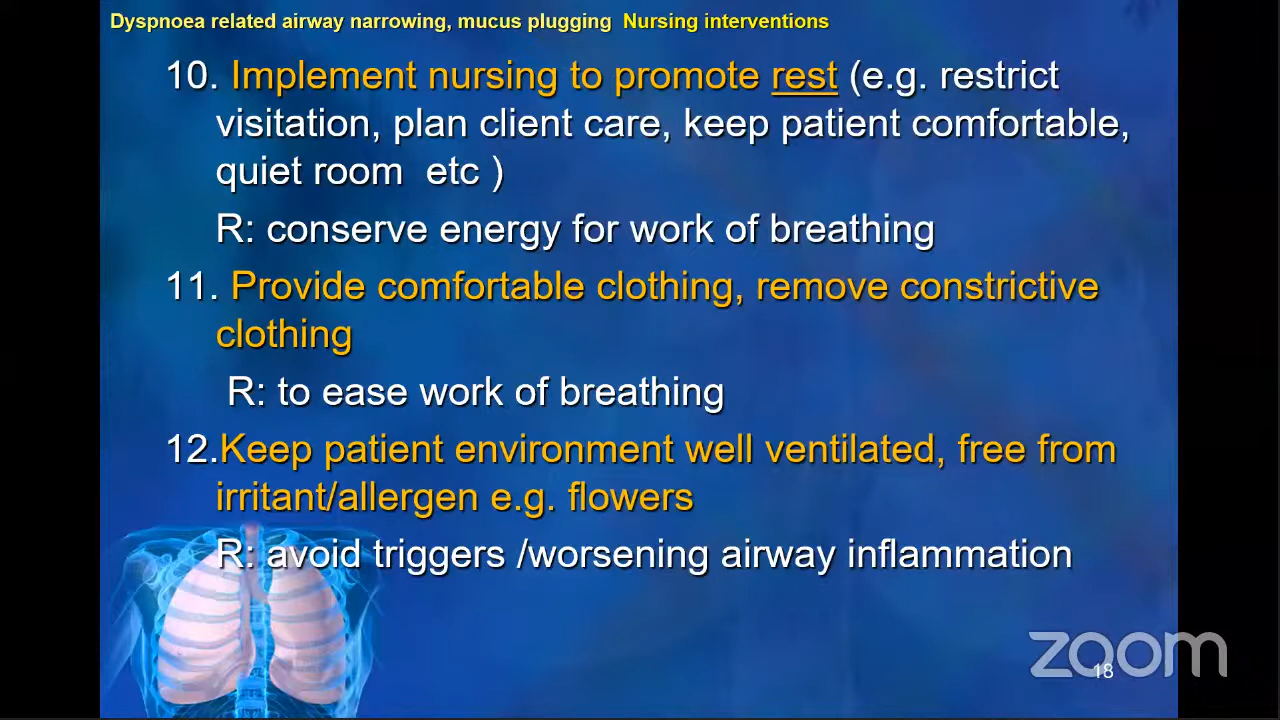 Dyspnoea related airway narrowing, mucus plugging Nursing interventions
10. Implement nursing to promote rest (e.g. restrict
visitation, plan client care, keep patient comfortable,
quiet room etc )
R: conserve energy for work of breathing
11. Provide comfortable clothing, remove constrictive
clothing
R: to ease work of breathing
12.Keep patient environment well ventilated, free from
irritant/allergen e.g. flowers
R: avoid triggers /worsening airway inflammation
zoom
18